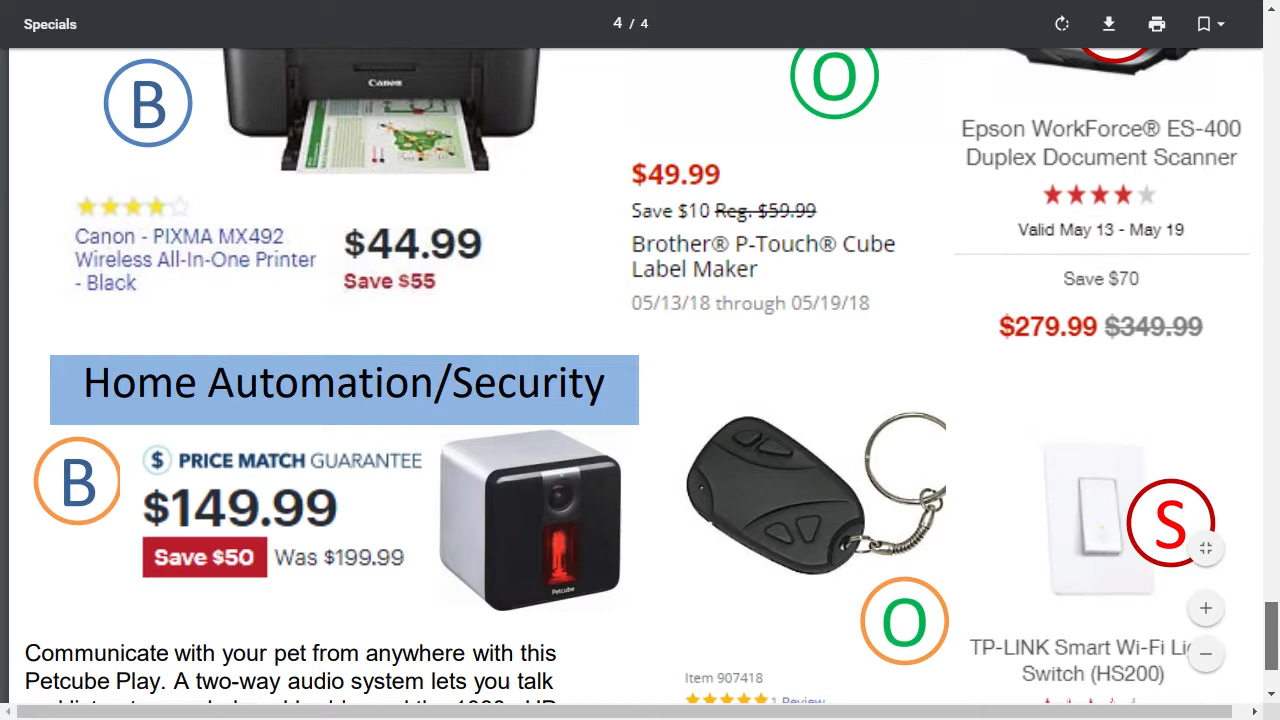 Specials
4 / 4
B
Canon
O
Canon - PIXMA MX492
Wireless All-In-One Printer
- Black
$44.99
Save $55
$49.99
Save $10 Reg. $59.99
Brother® P-Touch® Cube
Label Maker
05/13/18 through 05/19/18
Epson WorkForce® ES-400
Duplex Document Scanner
Valid May 13 - May 19
Save $70
$279.99 $349.99
Home Automation/Security
B
$ PRICE MATCH GUARANTEE
$149.99
Save $50 Was $199.99
Petcube
Communicate with your pet from anywhere with this
Petcube Play. A two-way audio system lets you talk
O
Item 907418
1 Review
S
TP-LINK Smart Wi-Fi
Switch (HS200)